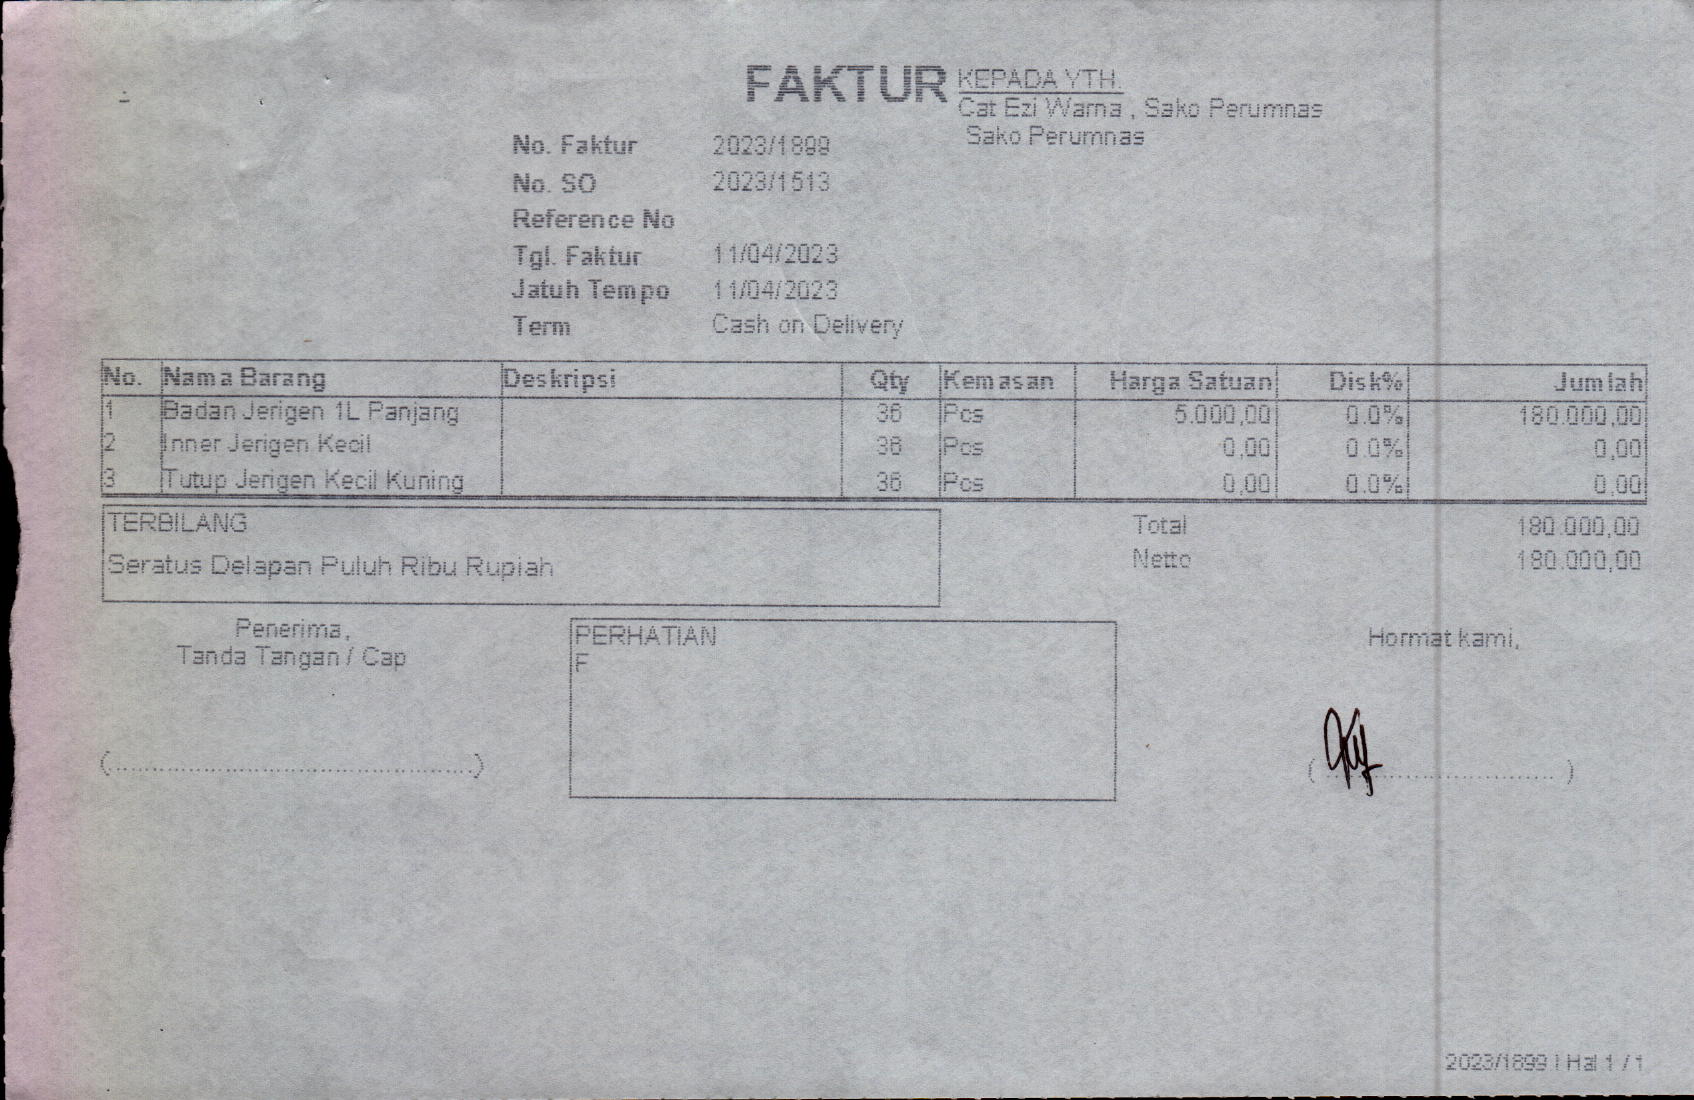 FAKTUR
KEPADA YTH.
Cat Ezi Warna , Sako Perumnas
Sako Perumnas
No. Faktur 2023/1899
No. SO 2023/1513
Reference No
Tgl. Faktur 11/04/2023
Jatuh Tempo 11/04/2023
Term Cash on Delivery
No. Nama Barang Deskripsi Qty Kemasan Harga Satuan Disk% Jumlah
1 Badan Jerigen 1L Panjang 36 Pcs 5.000,00 0.0% 180.000,00
2 Inner Jerigen Kecil 36 Pcs 0,00 0.0% 0,00
3 Tutup Jerigen Kecil Kuning 36 Pcs 0,00 0.0% 0,00
TERBILANG
Seratus Delapan Puluh Ribu Rupiah
Total 180.000,00
Netto 180.000,00
Penerima,
Tanda Tangan / Cap
PERHATIAN
F
Hormat kami,
2023/1899 | Hal 1 / 1